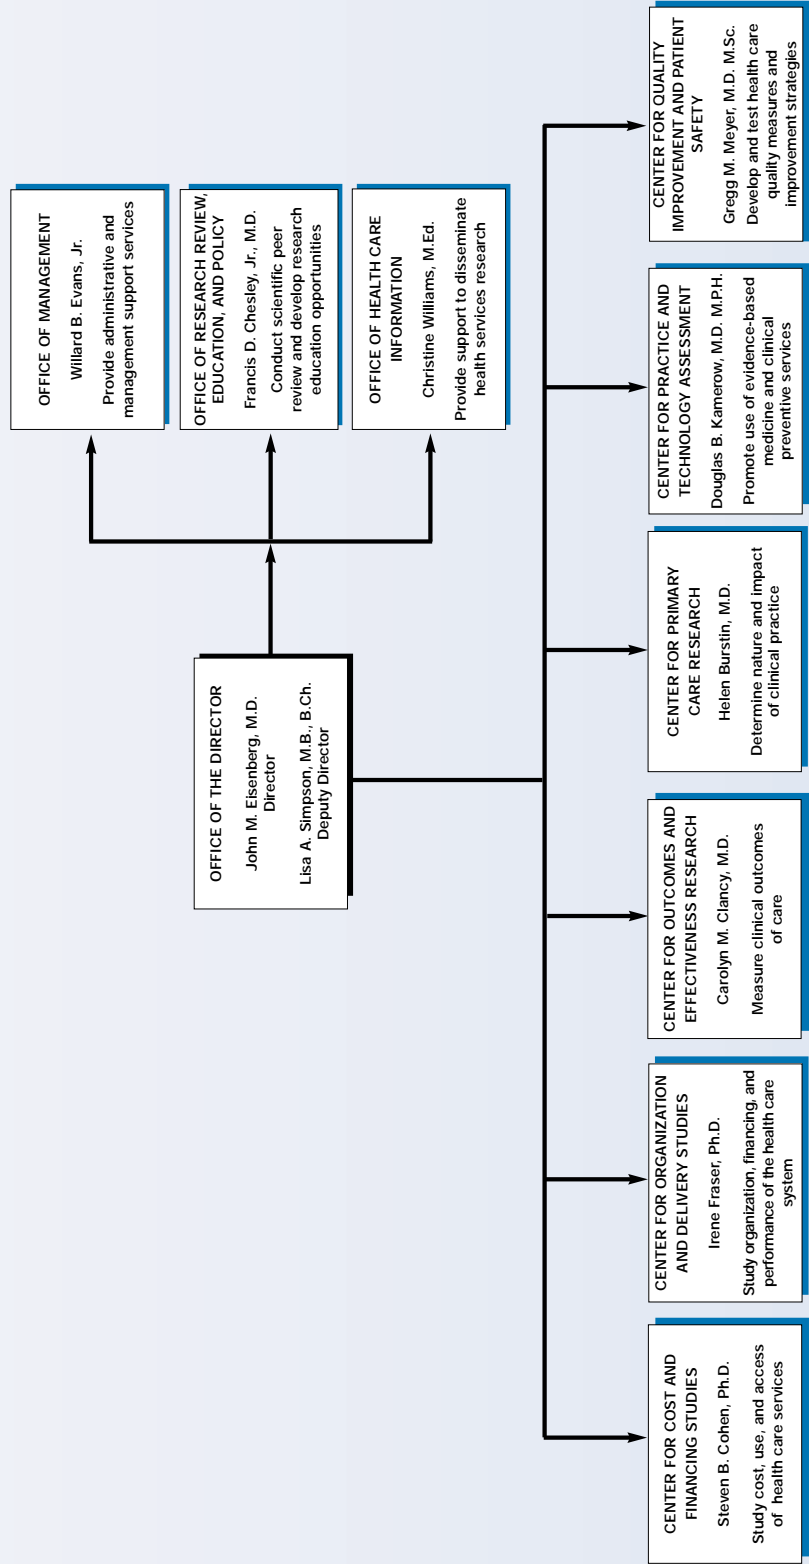 OFFICE OF MANAGEMENT
Willard B. Evans, Jr.
Provide administrative and
management support services
OFFICE OF RESEARCH REVIEW,
EDUCATION, AND POLICY
Francis D. Chesley, Jr., M.D.
Conduct scientific peer
review and develop research
education opportunities
OFFICE OF HEALTH CARE
INFORMATION
Christine Williams, M.Ed.
Provide support to disseminate
health services research
OFFICE OF THE DIRECTOR
John M. Eisenberg, M.D.
Director
Lisa A. Simpson, M.B., B.Ch.
Deputy Director
CENTER FOR COST AND
FINANCING STUDIES
Steven B. Cohen, Ph.D.
Study cost, use, and access
of health care services
CENTER FOR ORGANIZATION
AND DELIVERY STUDIES
Irene Fraser, Ph.D.
Study organization, financing, and
performance of the health care
system
CENTER FOR OUTCOMES AND
EFFECTIVENESS RESEARCH
Carolyn M. Clancy, M.D.
Measure clinical outcomes
of care
CENTER FOR PRIMARY
CARE RESEARCH
Helen Burstin, M.D.
Determine nature and impact
of clinical practice
CENTER FOR PRACTICE AND
TECHNOLOGY ASSESSMENT
Douglas B. Kamerow, M.D. M.P.H.
Promote use of evidence-based
medicine and clinical
preventive services
CENTER FOR QUALITY
IMPROVEMENT AND PATIENT
SAFETY
Gregg M. Meyer, M.D. M.Sc.
Develop and test health care
quality measures and
improvement strategies